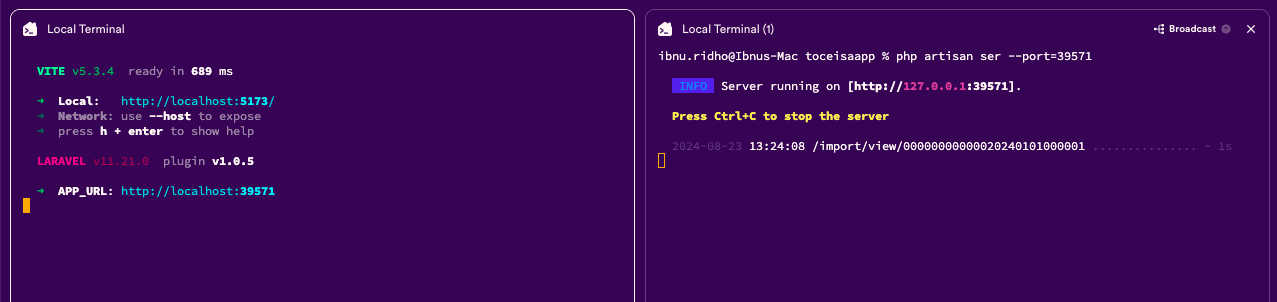 Local Terminal
VITE v5.3.4  ready in 689 ms
➜  Local:   http://localhost:5173/
➜  Network: use --host to expose
➜  press h + enter to show help
LARAVEL v11.21.0  plugin v1.0.5
➜  APP_URL: http://localhost:39571
Local Terminal (1)
Broadcast
ibnu.ridho@Ibnus-Mac toceisaapp % php artisan ser --port=39571
INFO  Server running on [http://127.0.0.1:39571].
Press Ctrl+C to stop the server
2024-08-23 13:24:08 /import/view/00000000000020240101000001 ............... ~ 1s